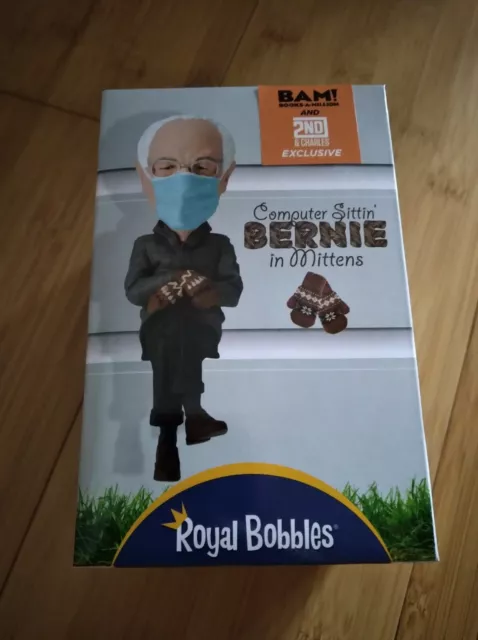 BAM!
BOOKS-A-MILLION
AND
2ND
& CHARLES
EXCLUSIVE
Computer Sittin'
BERNIE
in Mittens
Royal Bobbles®